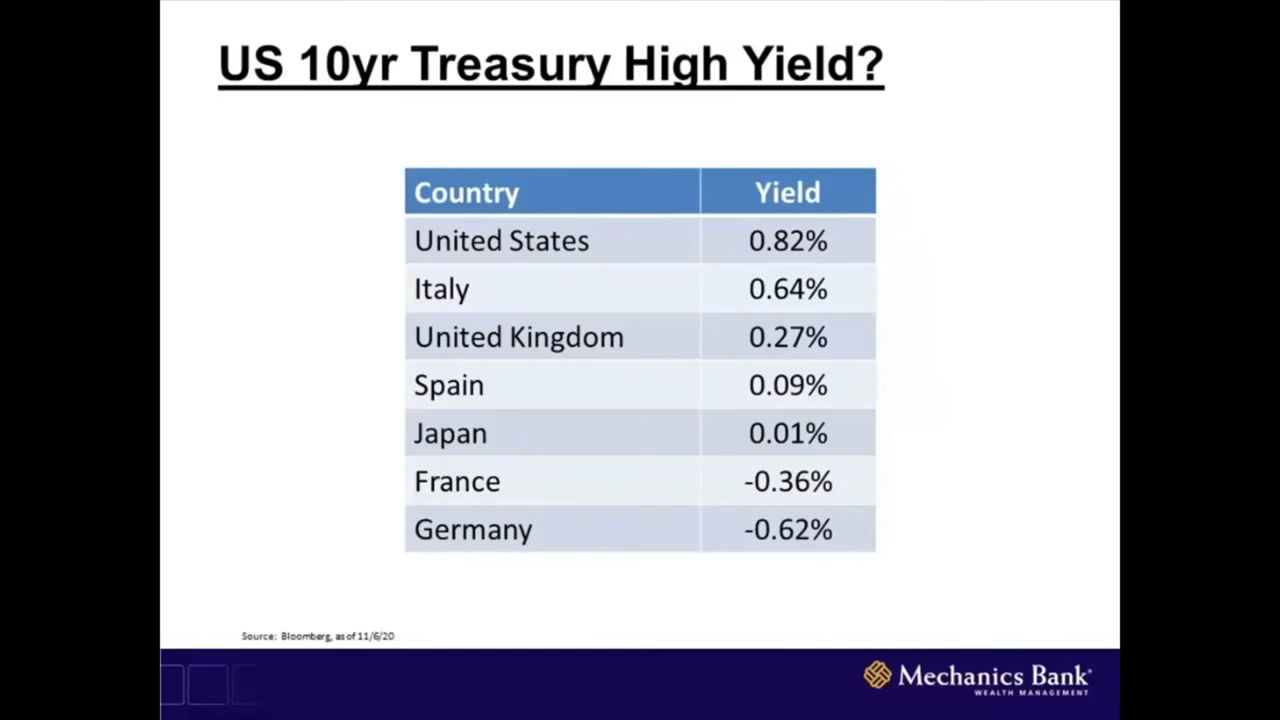 US 10yr Treasury High Yield?
Country Yield
United States 0.82%
Italy 0.64%
United Kingdom 0.27%
Spain 0.09%
Japan 0.01%
France -0.36%
Germany -0.62%
Source: Bloomberg, as of 11/6/20
Mechanics Bank
WEALTH MANAGEMENT